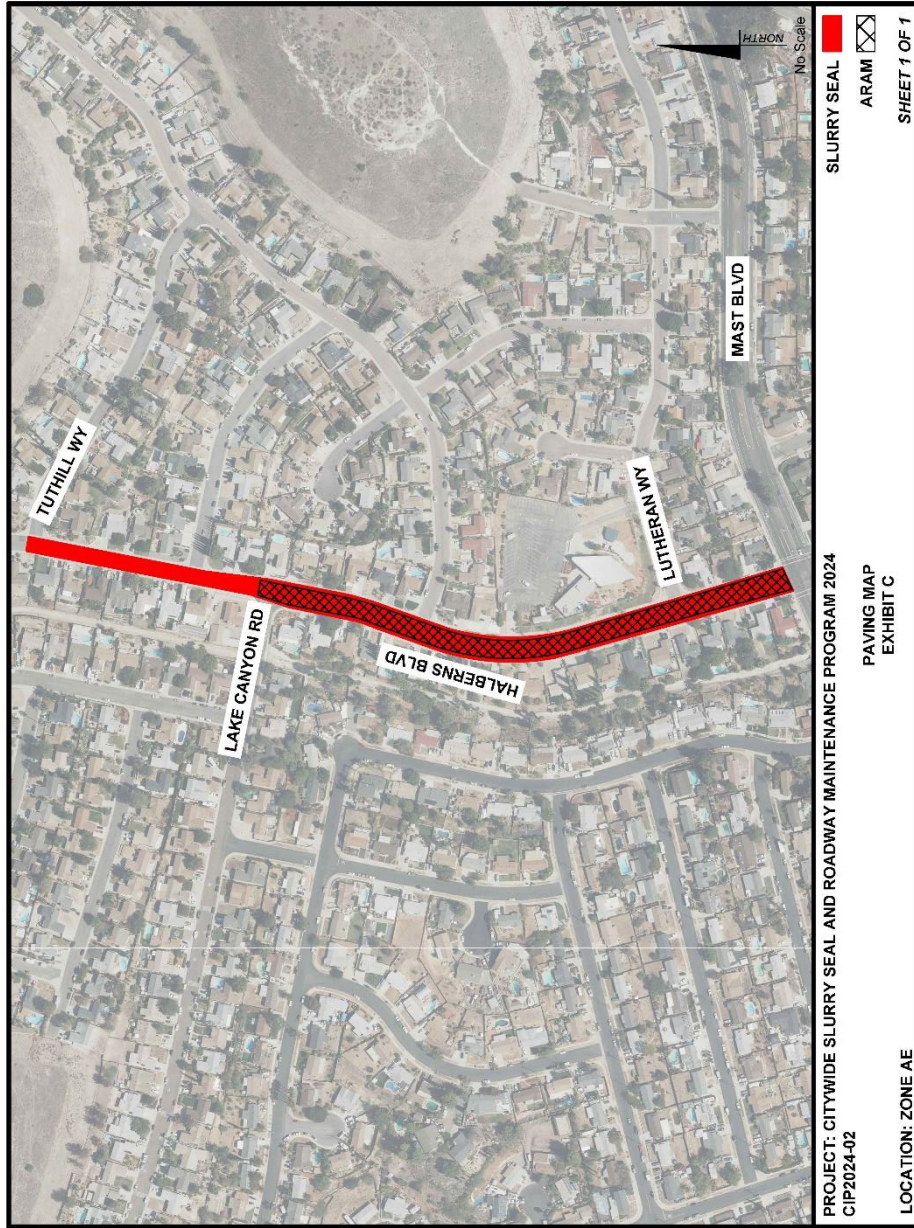 TUTHILL WY
LAKE CANYON RD
HALBERNS BLVD
LUTHERAN WY
MAST BLVD
NORTH
No Scale
PROJECT: CITYWIDE SLURRY SEAL AND ROADWAY MAINTENANCE PROGRAM 2024
CIP2024-02
PAVING MAP
EXHIBIT C
LOCATION: ZONE AE
SLURRY SEAL
ARAM
SHEET 1 OF 1